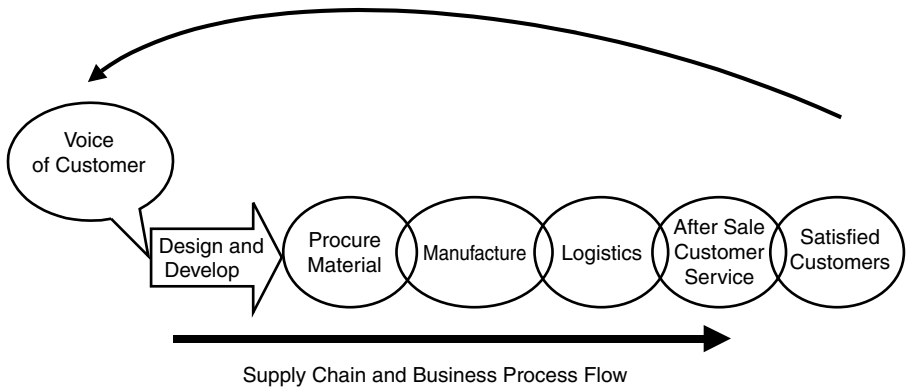 Voice
of Customer
Design and
Develop
Procure
Material
Manufacture
Logistics
After Sale
Customer
Service
Satisfied
Customers
Supply Chain and Business Process Flow